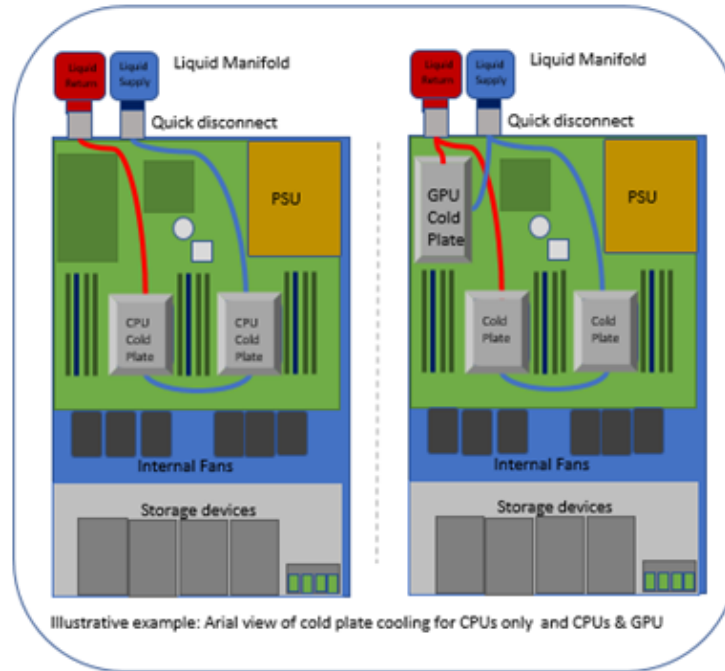 Liquid Return
Liquid Supply
Liquid Manifold
Quick disconnect
PSU
CPU Cold Plate
CPU Cold Plate
Internal Fans
Storage devices
Liquid Return
Liquid Supply
Liquid Manifold
Quick disconnect
GPU Cold Plate
PSU
Cold Plate
Cold Plate
Internal Fans
Storage devices
Illustrative example: Arial view of cold plate cooling for CPUs only and CPUs & GPU